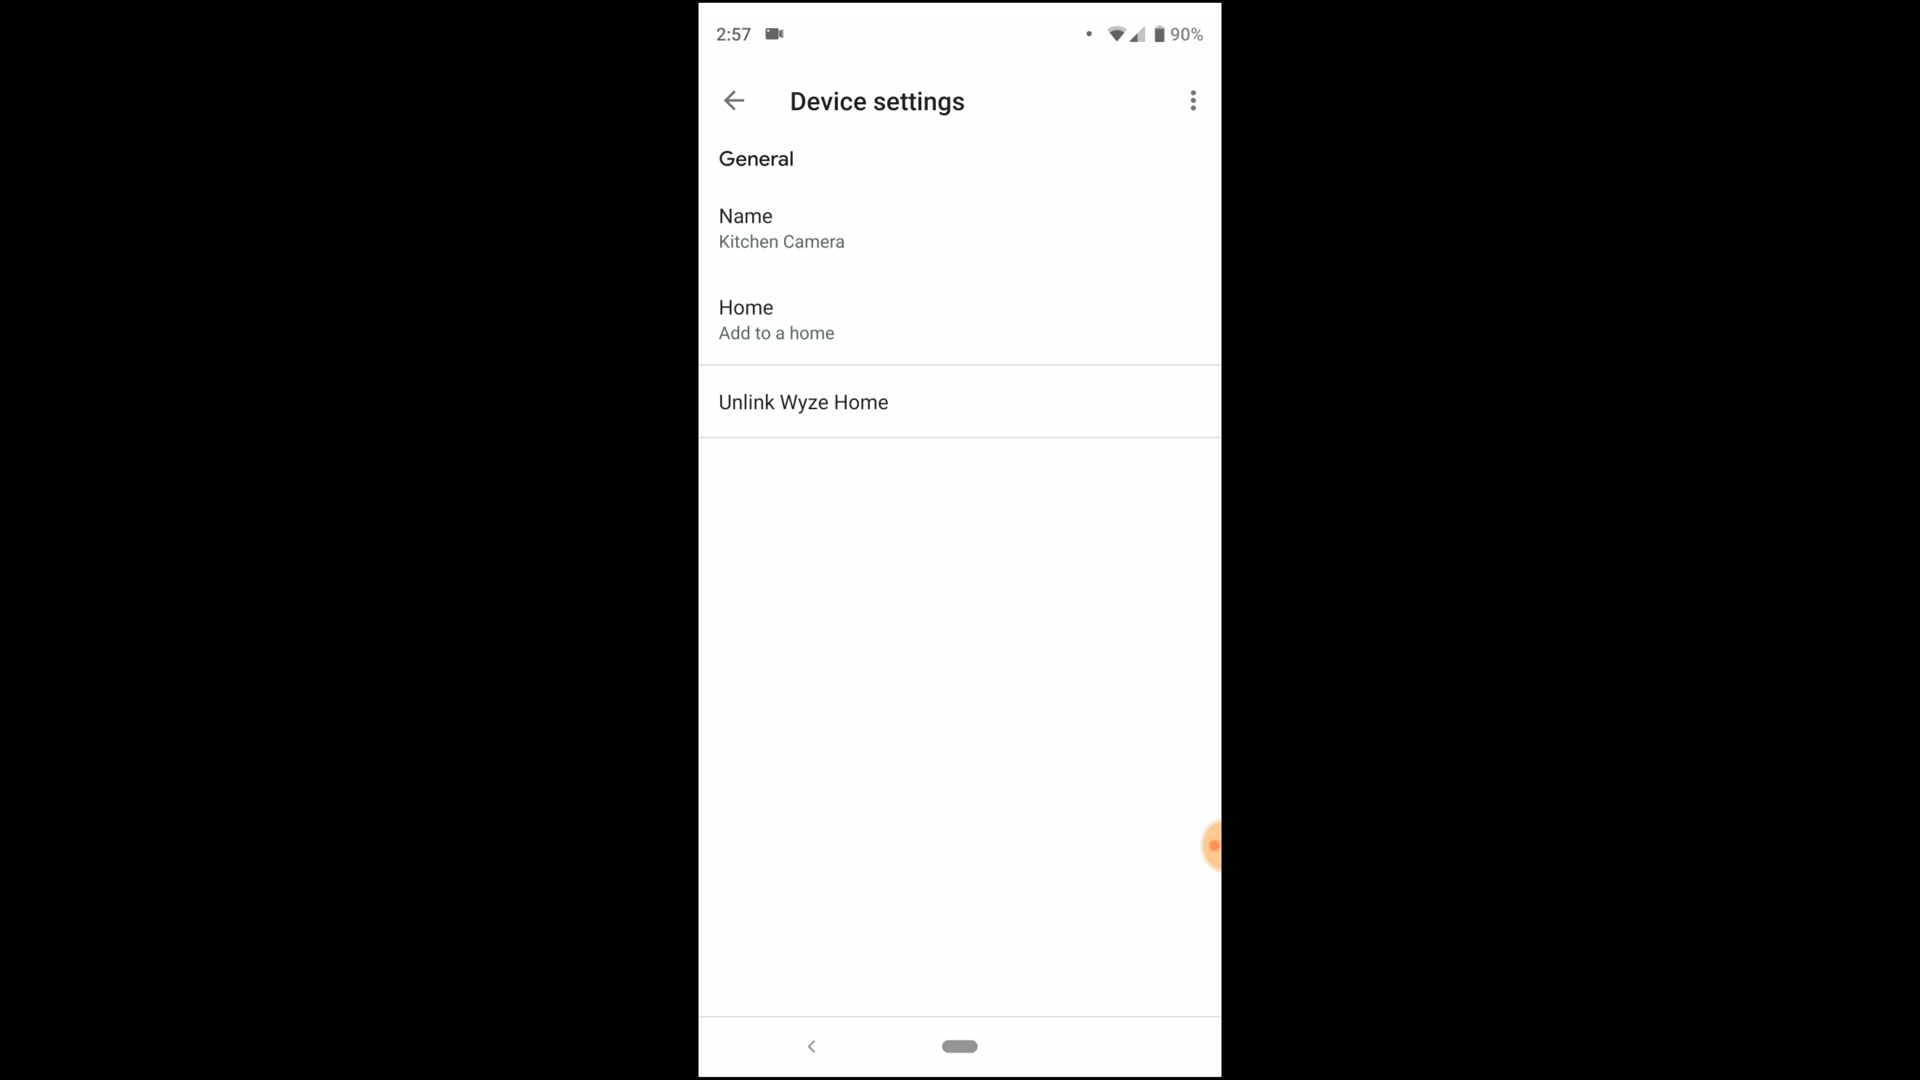 2:57 90%
Device settings
General
Name
Kitchen Camera
Home
Add to a home
Unlink Wyze Home